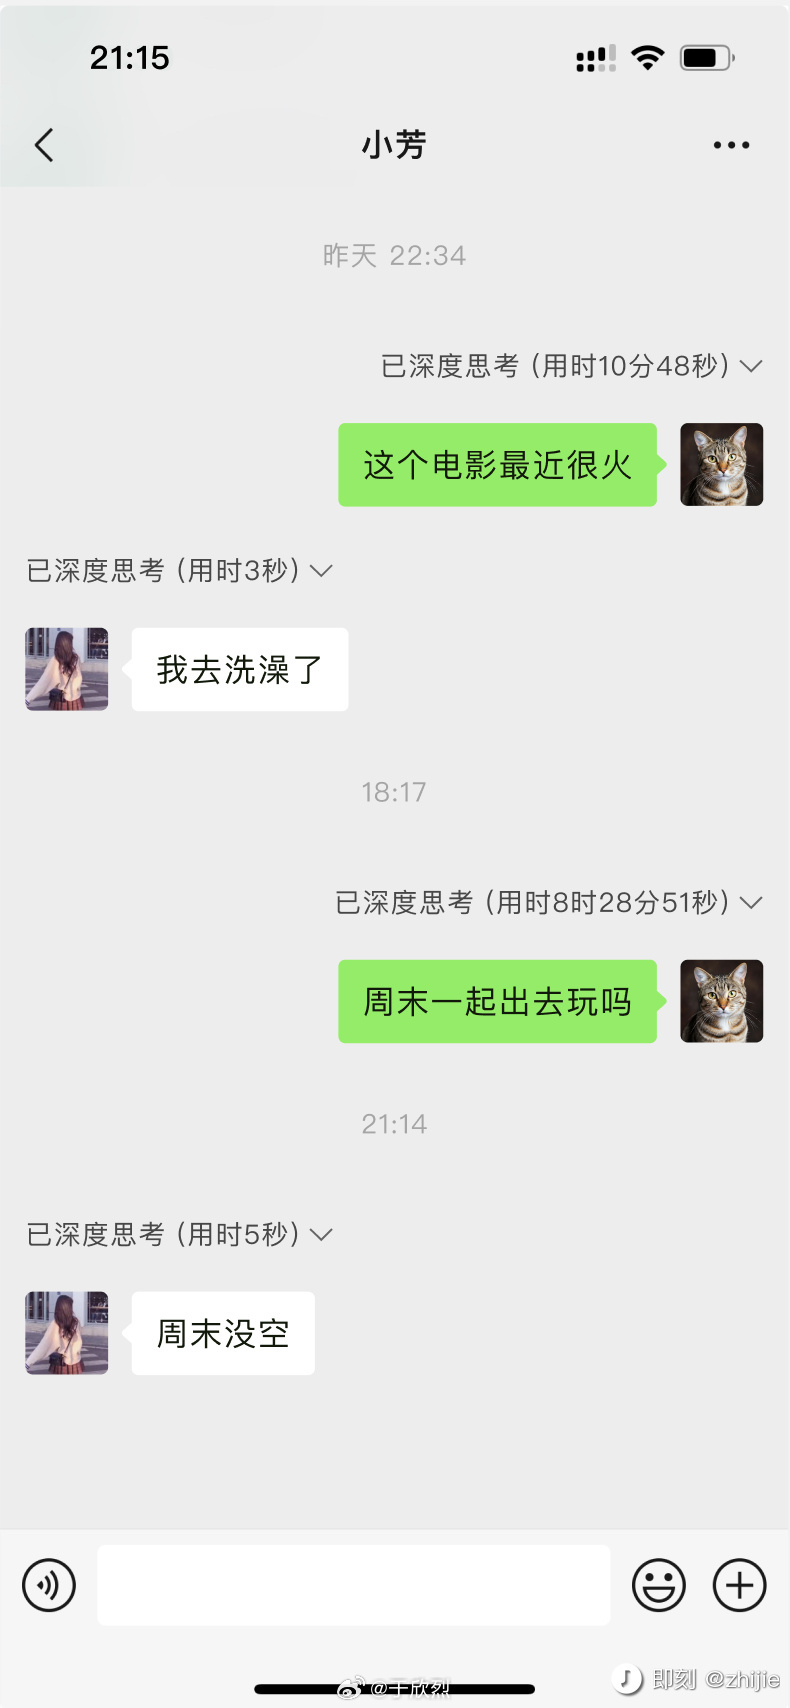 21:15
小芳
昨天 22:34
已深度思考 (用时10分48秒)
这个电影最近很火
已深度思考 (用时3秒)
我去洗澡了
18:17
已深度思考 (用时8时28分51秒)
周末一起出去玩吗
21:14
已深度思考 (用时5秒)
周末没空
@于欣烈
即刻 @zhijie